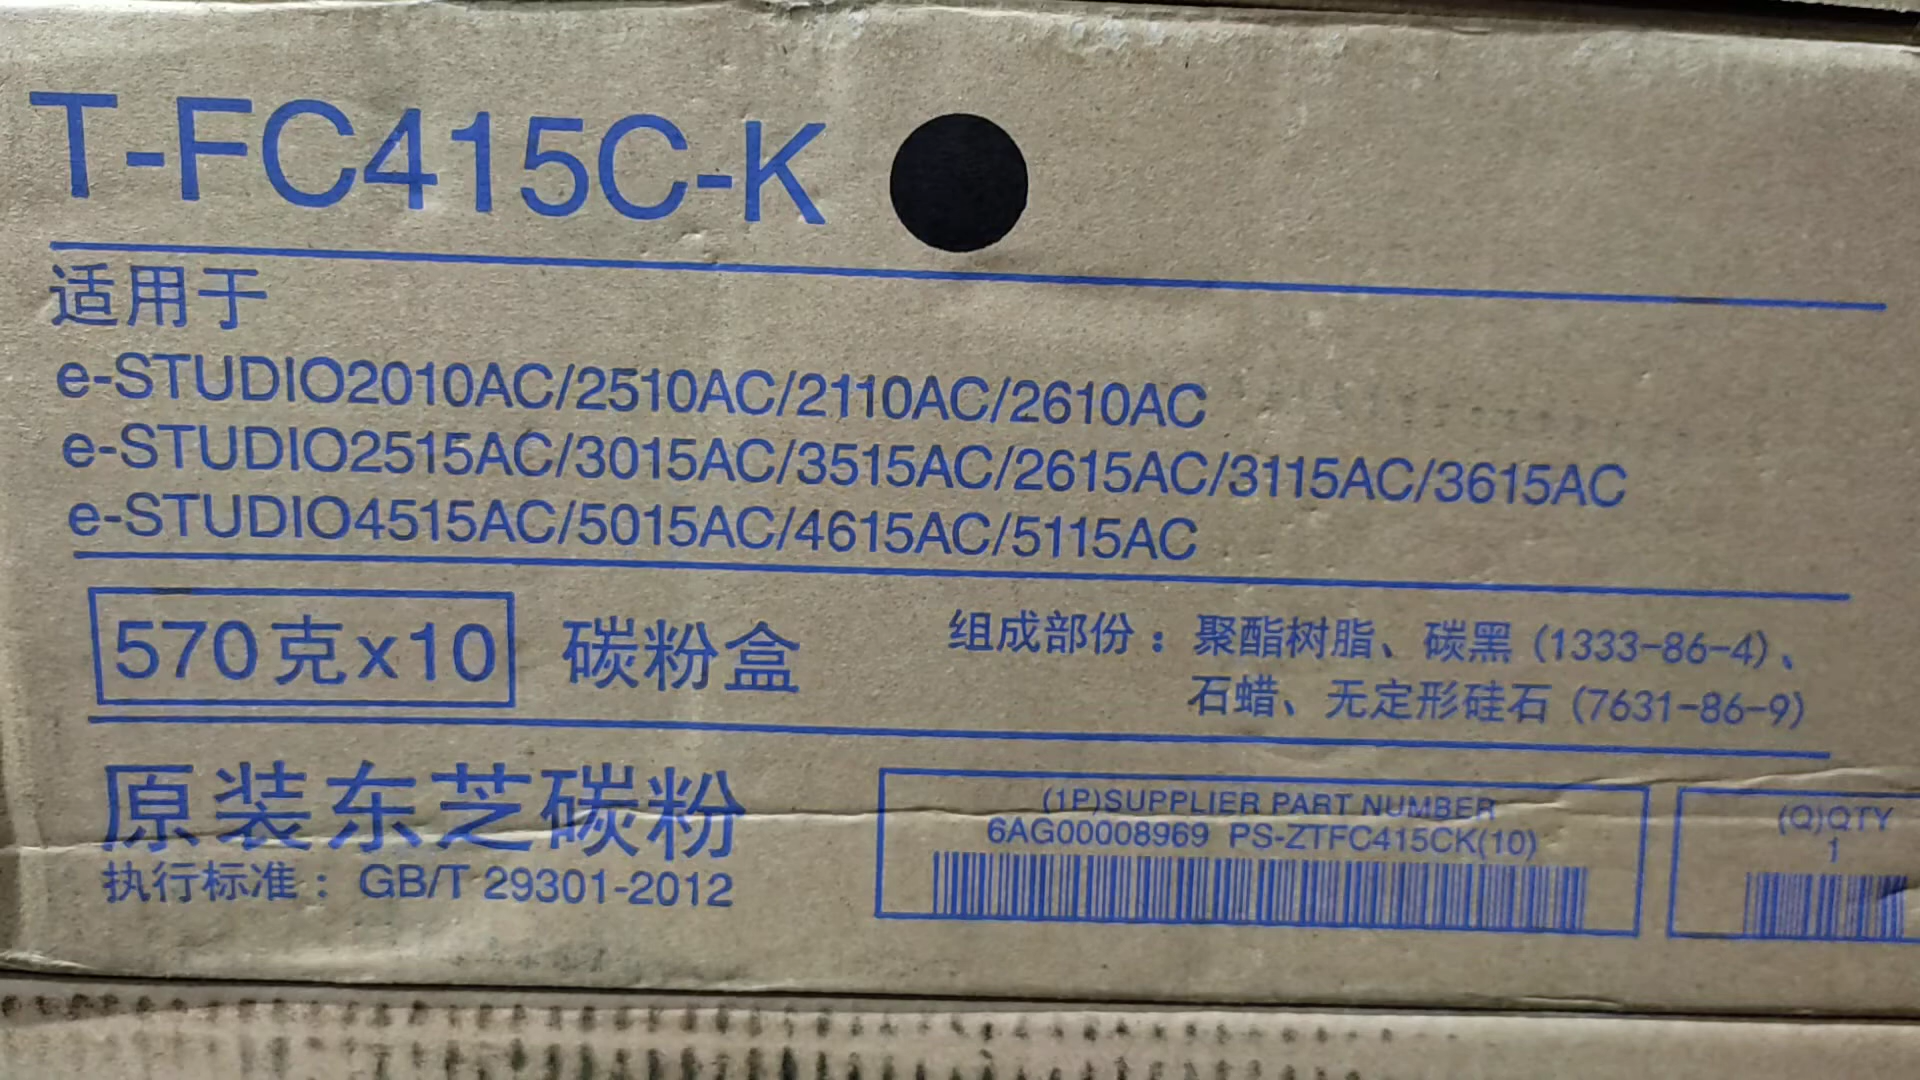 T-FC415C-K
适用于
e-STUDIO2010AC/2510AC/2110AC/2610AC
e-STUDIO2515AC/3015AC/3515AC/2615AC/3115AC/3615AC
e-STUDIO4515AC/5015AC/4615AC/5115AC
570克x10 碳粉盒
组成部份：聚酯树脂、碳黑 (1333-86-4)、
石蜡、无定形硅石 (7631-86-9)
原装东芝碳粉
执行标准：GB/T 29301-2012
(1P)SUPPLIER PART NUMBER
6AG00008969 PS-ZTFC415CK(10)
(Q)QTY
1